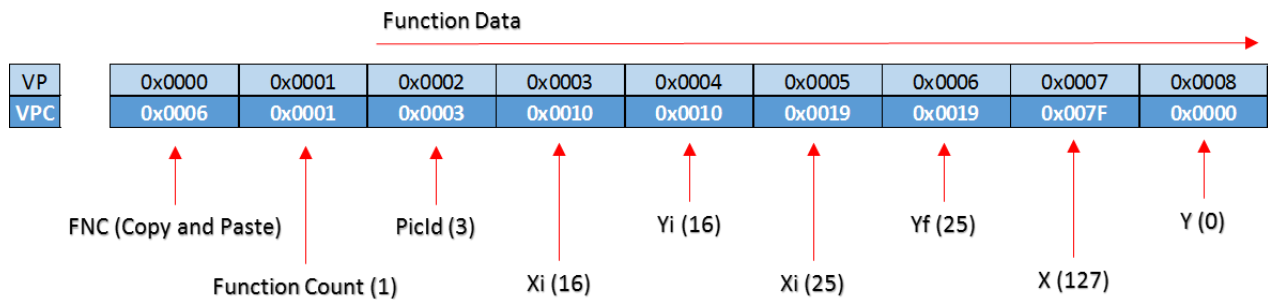 Function Data
VP 0x0000 0x0001 0x0002 0x0003 0x0004 0x0005 0x0006 0x0007 0x0008
VPC 0x0006 0x0001 0x0003 0x0010 0x0010 0x0019 0x0019 0x007F 0x0000
FNC (Copy and Paste) PicId (3) Yi (16) Yf (25) Y (0)
Function Count (1) Xi (16) Xi (25) X (127)